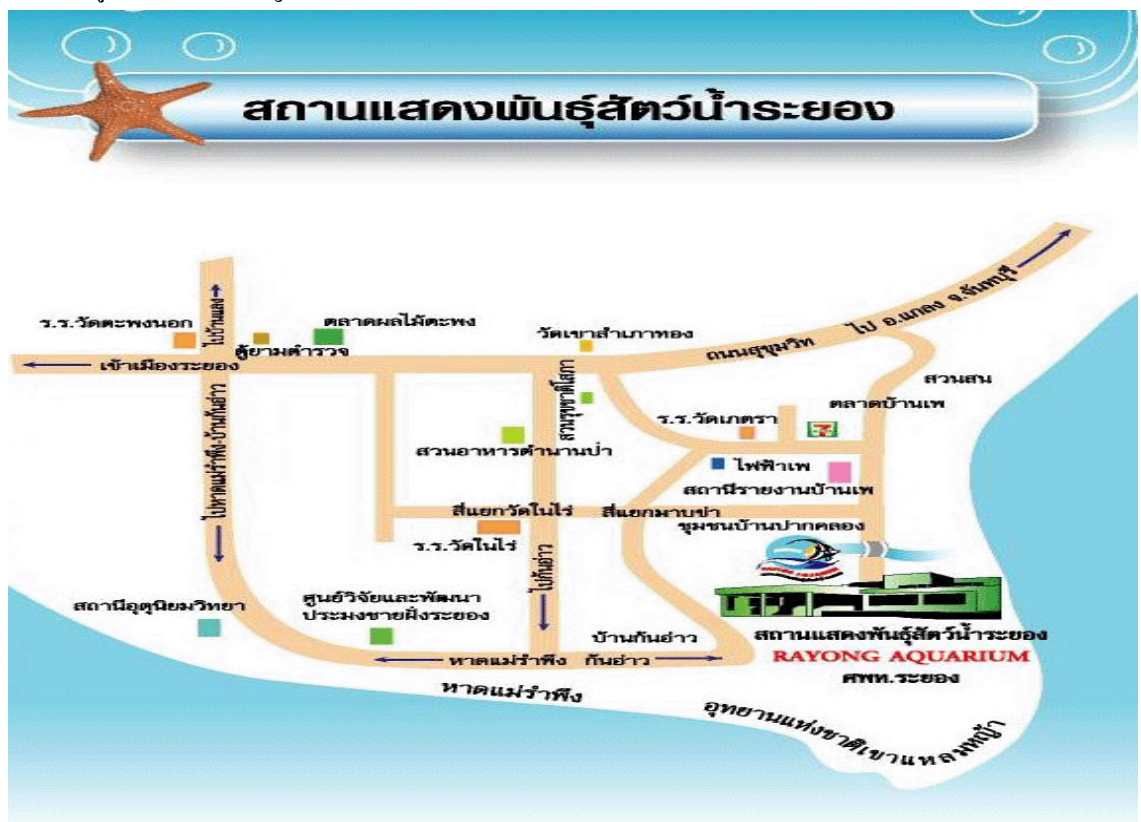 สถานแสดงพันธุ์สัตว์น้ำระยอง
ไป อ.แกลง จ.จันทบุรี
ถนนสุขุมวิท
ไปบ้านแลง
ร.ร.วัดตะพงนอก
ตู้ยามตำรวจ
ตลาดผลไม้ตะพง
วัดเขาสำเภาทอง
เข้าเมืองระยอง
สวนสน
ตลาดบ้านเพ
สวนรุขชาติโสภา
ร.ร.วัดเภตรา
7
ไปหาดแม่รำพึง-บ้านก้นอ่าว
สวนอาหารตำนานป่า
ไฟฟ้าเพ
สถานีรายงานบ้านเพ
สี่แยกวัดในไร่
สี่แยกมาบข่า
ชุมชนบ้านปากคลอง
ร.ร.วัดในไร่
ไปก้นอ่าว
สถานีอุตุนิยมวิทยา
ศูนย์วิจัยและพัฒนา
ประมงชายฝั่งระยอง
RAYONG AQUARIUM
บ้านก้นอ่าว
สถานแสดงพันธุ์สัตว์น้ำระยอง
RAYONG AQUARIUM
ศพท.ระยอง
หาดแม่รำพึง ก้นอ่าว
หาดแม่รำพึง
อุทยานแห่งชาติเขาแหลมหญ้า